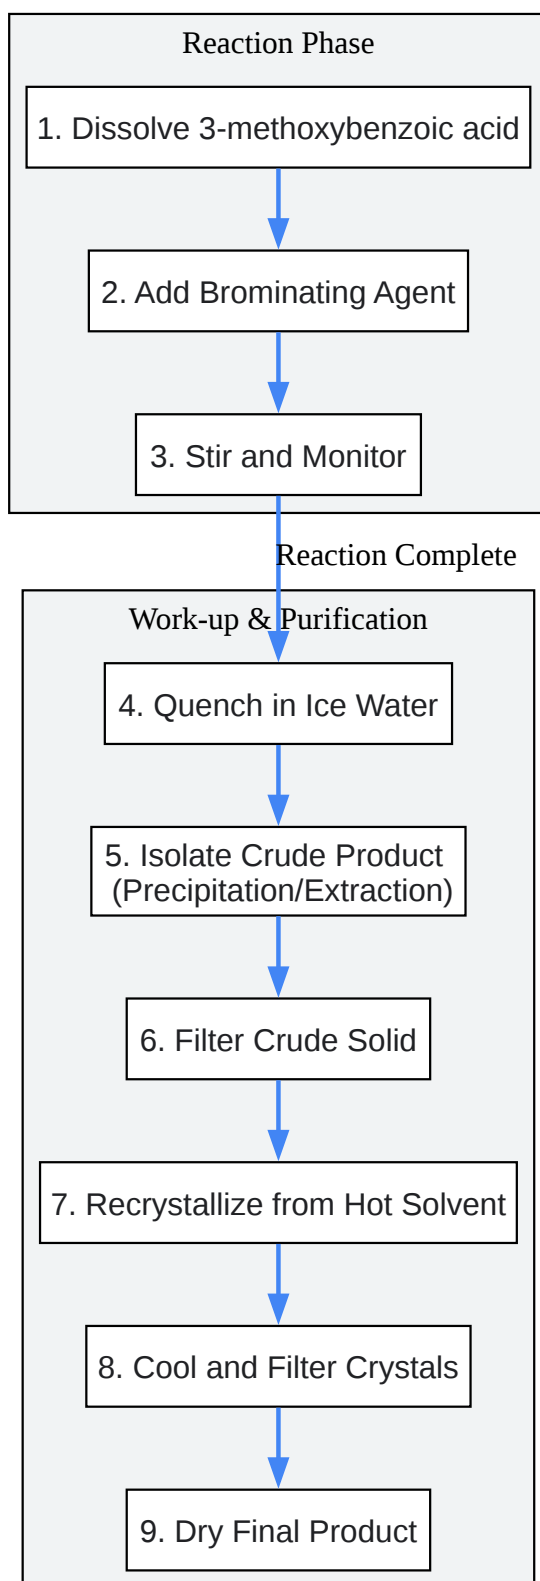 Reaction Phase
1. Dissolve 3-methoxybenzoic acid
2. Add Brominating Agent
3. Stir and Monitor
Reaction Complete
Work-up & Purification
4. Quench in Ice Water
5. Isolate Crude Product
(Precipitation/Extraction)
6. Filter Crude Solid
7. Recrystallize from Hot Solvent
8. Cool and Filter Crystals
9. Dry Final Product